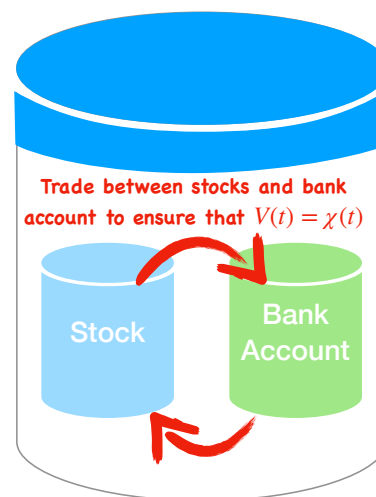 Trade between stocks and bank
account to ensure that V(t) = χ(t)
Stock
Bank
Account